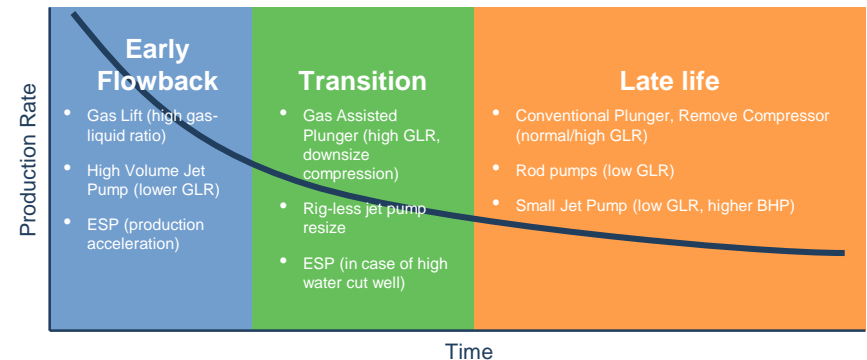 Production Rate
Early
Flowback
• Gas Lift (high gas-
liquid ratio)
• High Volume Jet
Pump (lower GLR)
• ESP (production
acceleration)
Transition
• Gas Assisted
Plunger (high GLR,
downsize
compression)
• Rig-less jet pump
resize
• ESP (in case of high
water cut well)
Late life
• Conventional Plunger, Remove Compressor
(normal/high GLR)
• Rod pumps (low GLR)
• Small Jet Pump (low GLR, higher BHP)
Time